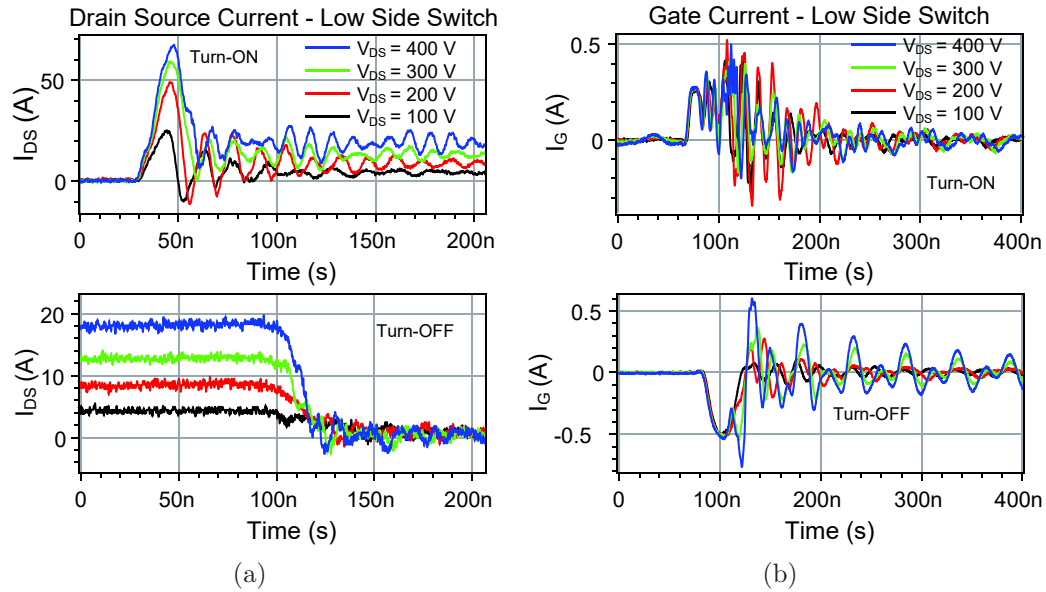 Drain Source Current - Low Side Switch
Turn-ON
V_DS = 400 V
V_DS = 300 V
V_DS = 200 V
V_DS = 100 V
50
0
I_DS (A)
0 50n 100n 150n 200n
Time (s)
Turn-OFF
20
10
0
I_DS (A)
0 50n 100n 150n 200n
Time (s)
(a)
Gate Current - Low Side Switch
V_DS = 400 V
V_DS = 300 V
V_DS = 200 V
V_DS = 100 V
0.5
0
I_G (A)
Turn-ON
0 100n 200n 300n 400n
Time (s)
0.5
0
-0.5
I_G (A)
Turn-OFF
0 100n 200n 300n 400n
Time (s)
(b)